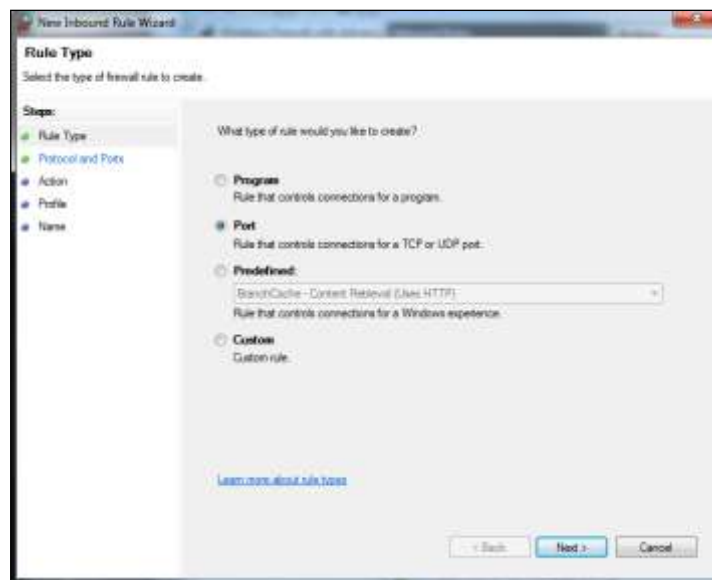 New Inbound Rule Wizard
Rule Type
Select the type of firewall rule to create.
Steps:
Rule Type
Protocol and Ports
Action
Profile
Name
What type of rule would you like to create?
Program
Rule that controls connections for a program.
Port
Rule that controls connections for a TCP or UDP port.
Predefined:
BranchCache - Content Retrieval (Uses HTTP)
Rule that controls connections for a Windows experience.
Custom
Custom rule.
Learn more about rule types
< Back
Next >
Cancel